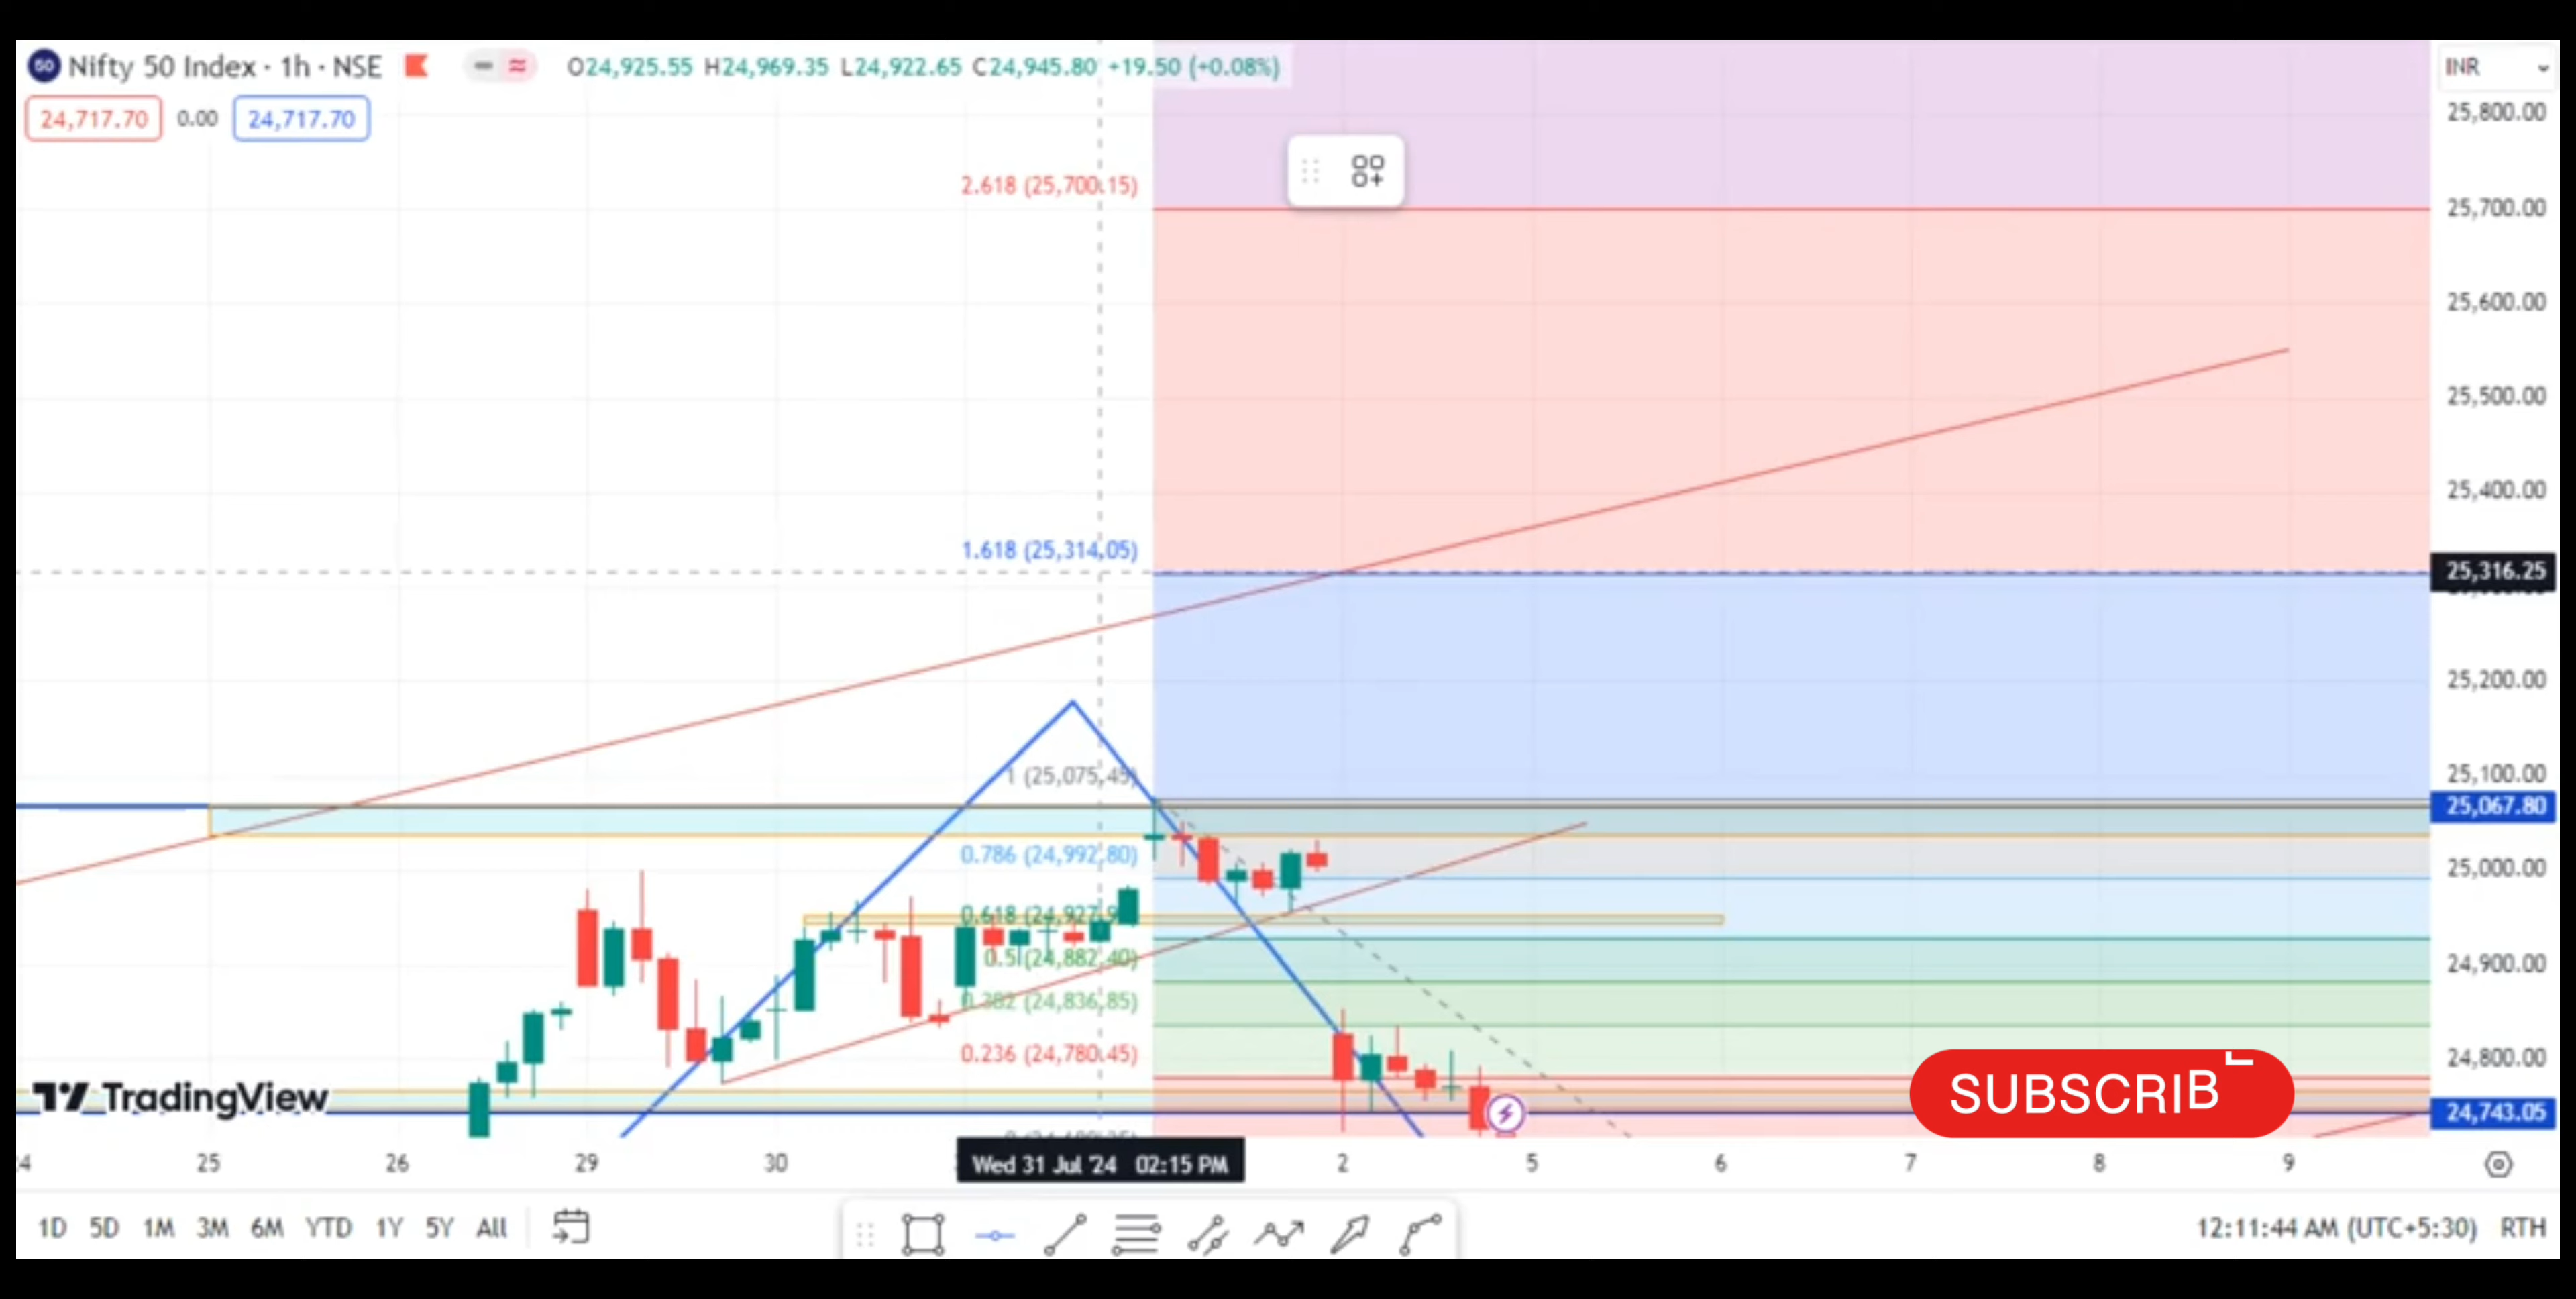 Nifty 50 Index · 1h · NSE
O24,925.55 H24,969.35 L24,922.65 C24,945.80 +19.50 (+0.08%)
INR
24,717.70 0.00 24,717.70
25,800.00
2.618 (25,700.15)
25,700.00
25,600.00
25,500.00
25,400.00
1.618 (25,314.05)
25,316.25
25,200.00
1 (25,075.45)
25,100.00
25,067.80
0.786 (24,992.80)
25,000.00
0.618 (24,927.9
0.5 (24,882.40)
24,900.00
0.382 (24,836.85)
0.236 (24,780.45)
24,800.00
TradingView
SUBSCRIB
24,743.05
25 26 29 30 Wed 31 Jul '24 02:15 PM 2 5 6 7 8 9
1D 5D 1M 3M 6M YTD 1Y 5Y All
12:11:44 AM (UTC+5:30) RTH